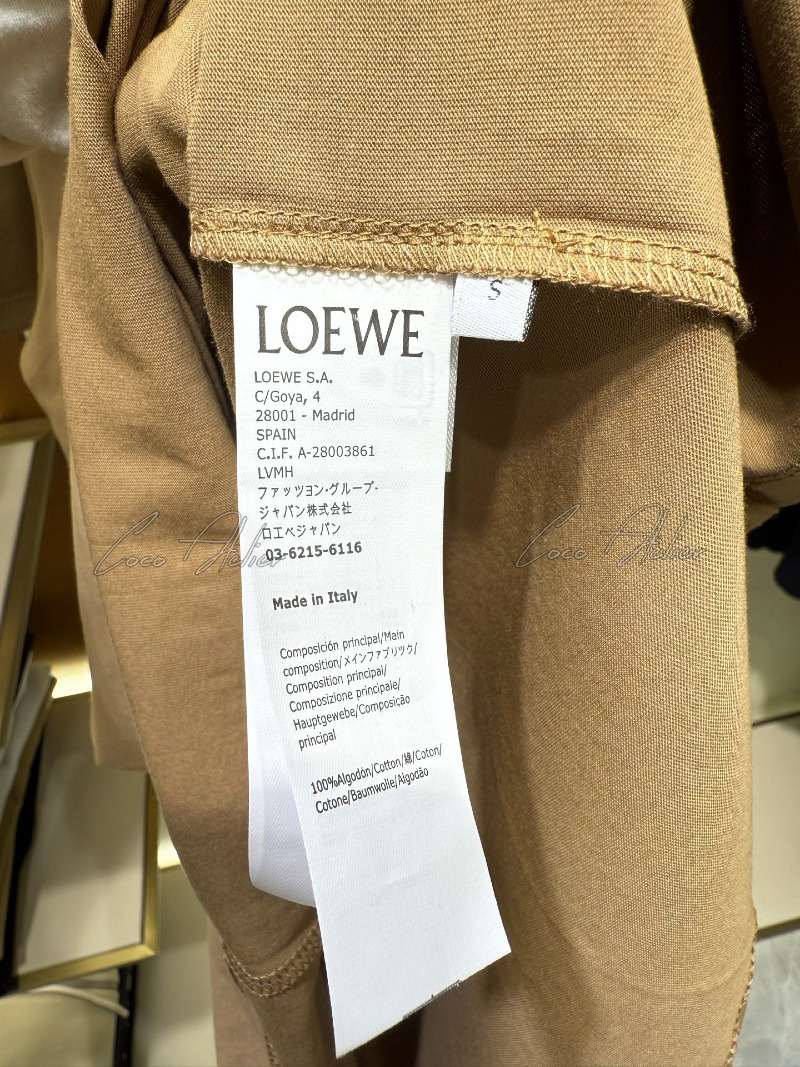 S
LOEWE
LOEWE S.A.
C/Goya, 4
28001 - Madrid
SPAIN
C.I.F. A-28003861
LVMH
ファッツヨン・グループ・
ジャパン株式会社
ロエベジャパン
03-6215-6116
Made in Italy
Composición principal/Main
composition/メインファブリック/
Composition principal/
Composizione principale/
Hauptgewebe/Composição
principal
100%Algodón/Cotton/綿/Coton/
Cotone/Baumwolle/Algodão
Coco Atelier
Coco Atelier